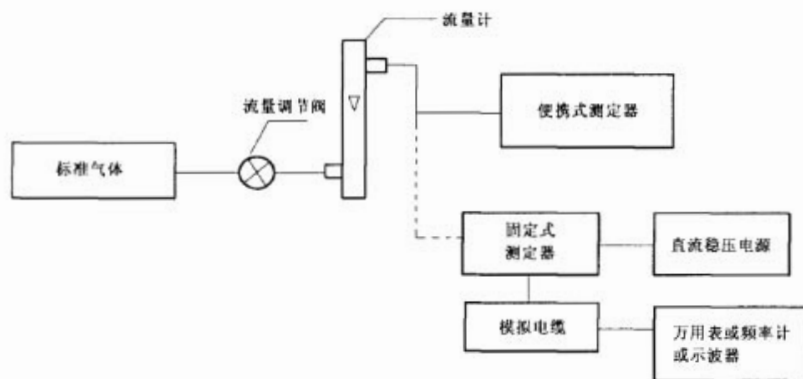 流量计
流量调节阀
便携式测定器
标准气体
固定式
测定器
直流稳压电源
模拟电缆
万用表或频率计
或示波器